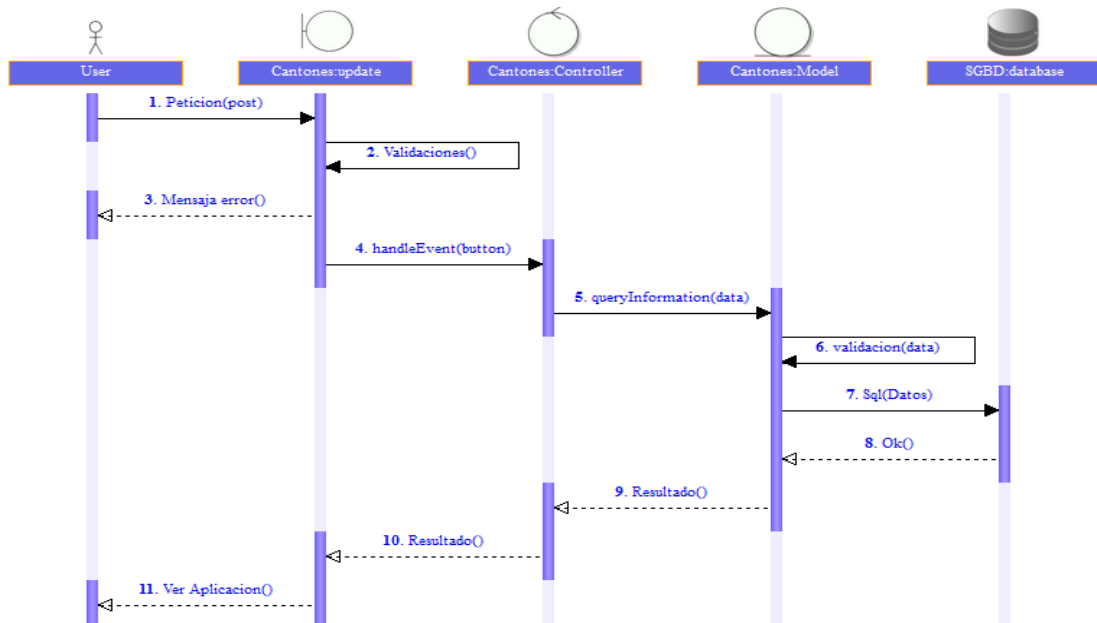 User
Cantones:update
Cantones:Controller
Cantones:Model
SGBD:database
1. Peticion(post)
2. Validaciones()
3. Mensaja error()
4. handleEvent(button)
5. queryInformation(data)
6. validacion(data)
7. Sql(Datos)
8. Ok()
9. Resultado()
10. Resultado()
11. Ver Aplicacion()